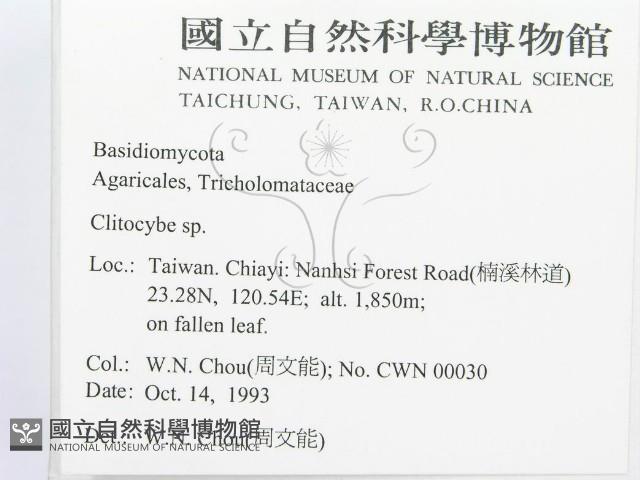 國立自然科學博物館
NATIONAL MUSEUM OF NATURAL SCIENCE
TAICHUNG, TAIWAN, R.O.CHINA
Basidiomycota
Agaricales, Tricholomataceae
Clitocybe sp.
Loc.: Taiwan. Chiayi: Nanhsi Forest Road(楠溪林道)
23.28N, 120.54E; alt. 1,850m;
on fallen leaf.
Col.: W.N. Chou(周文能); No. CWN 00030
Date: Oct. 14, 1993
Det.: W.N. Chou(周文能)
國立自然科學博物館
NATIONAL MUSEUM OF NATURAL SCIENCE